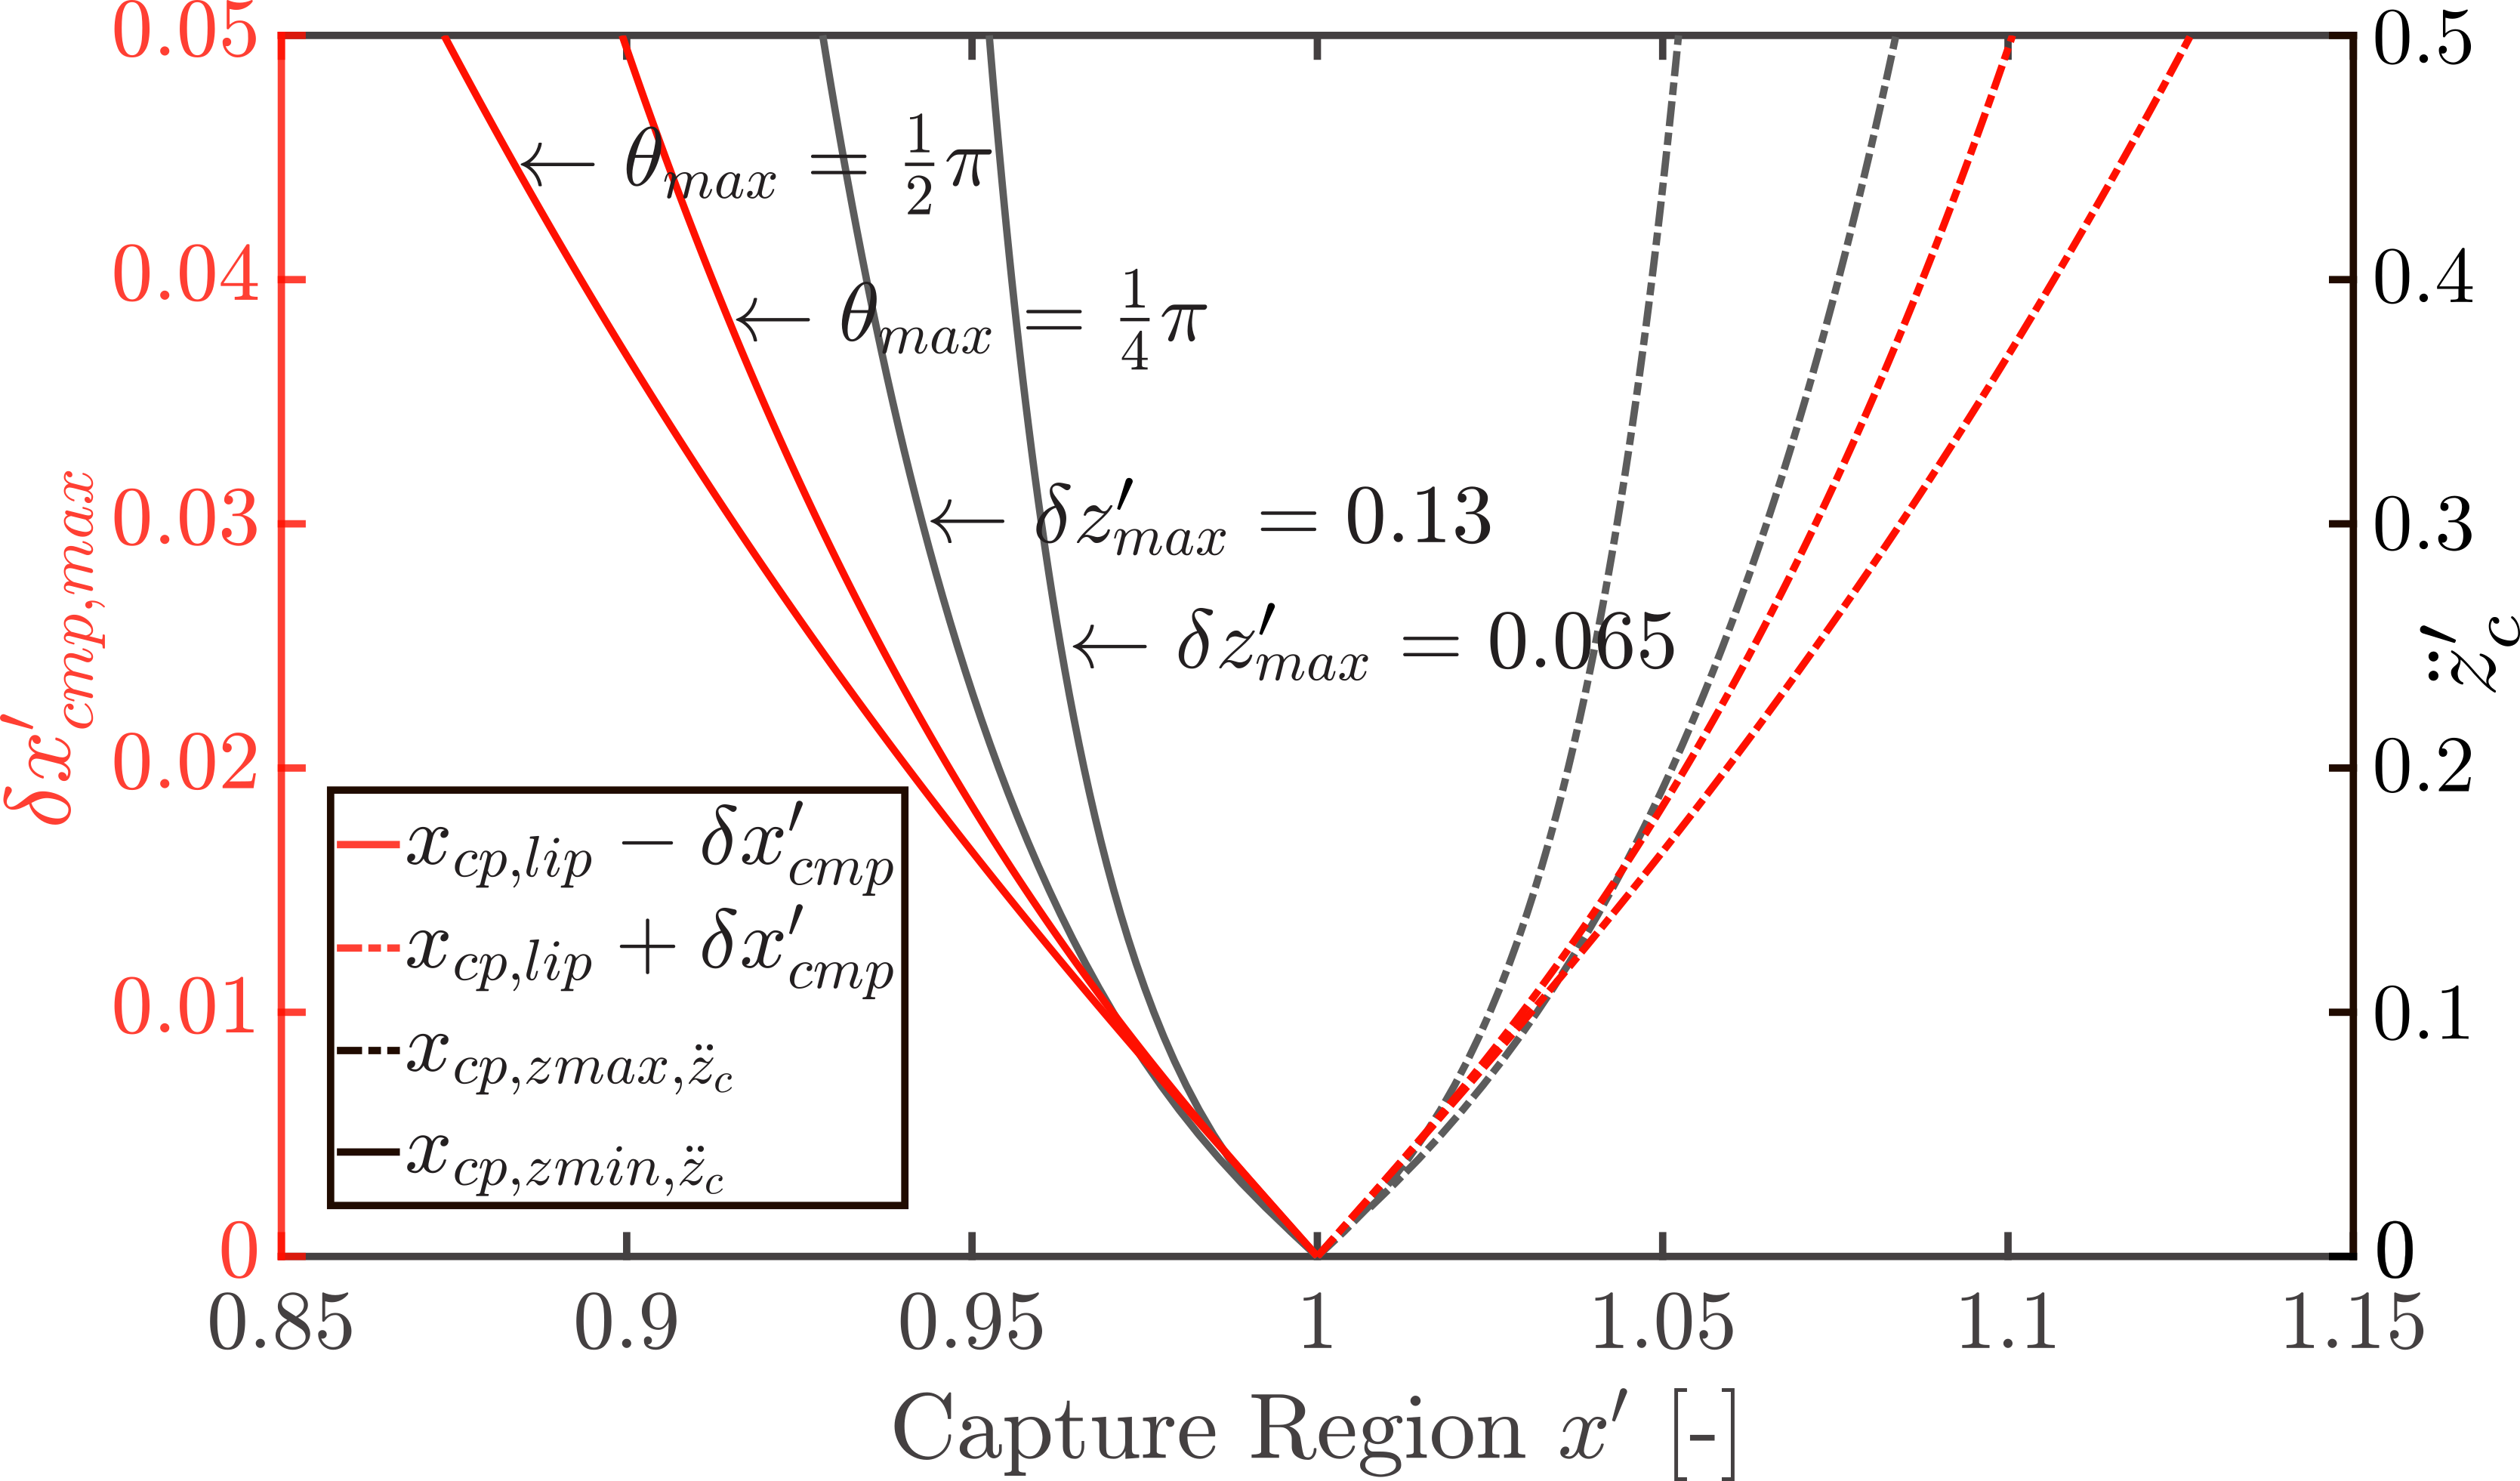 0.05
0.04
0.03
0.02
0.01
0
δx′cmp,max
0.5
0.4
0.3
0.2
0.1
0
z̈′c
← θmax = 1/2 π
← θmax = 1/4 π
← δz′max = 0.13
← δz′max = 0.065
xcp,lip − δx′cmp
xcp,lip + δx′cmp
xcp,zmax,z̈c
xcp,zmin,z̈c
0.85 0.9 0.95 1 1.05 1.1 1.15
Capture Region x′ [-]